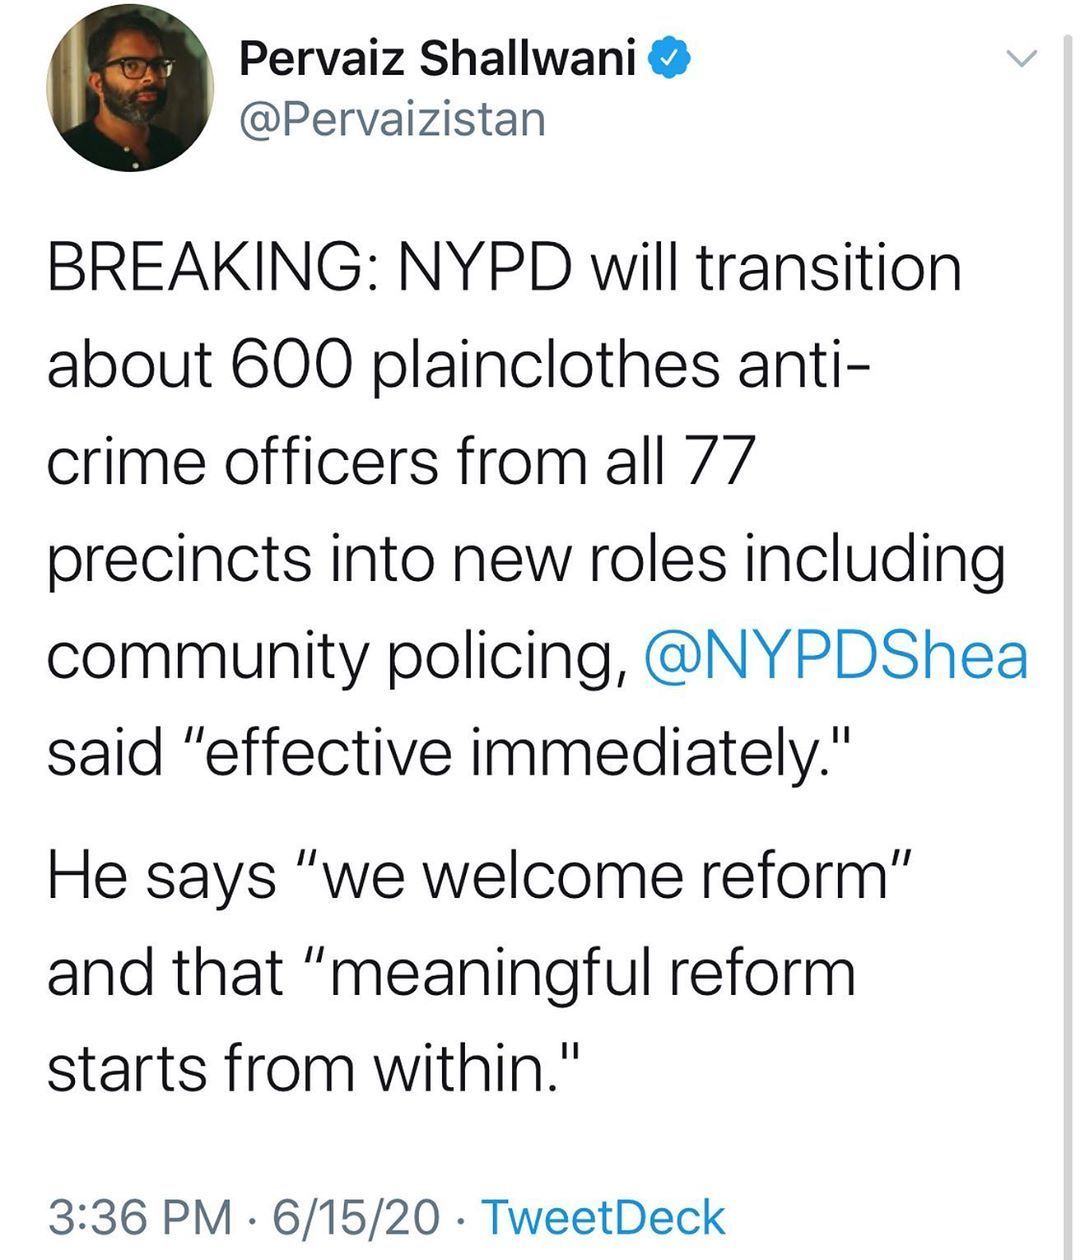 Pervaiz Shallwani
@Pervaizistan
BREAKING: NYPD will transition
about 600 plainclothes anti-
crime officers from all 77
precincts into new roles including
community policing, @NYPDShea
said “effective immediately."
He says “we welcome reform”
and that “meaningful reform
starts from within."
3:36 PM · 6/15/20 · TweetDeck